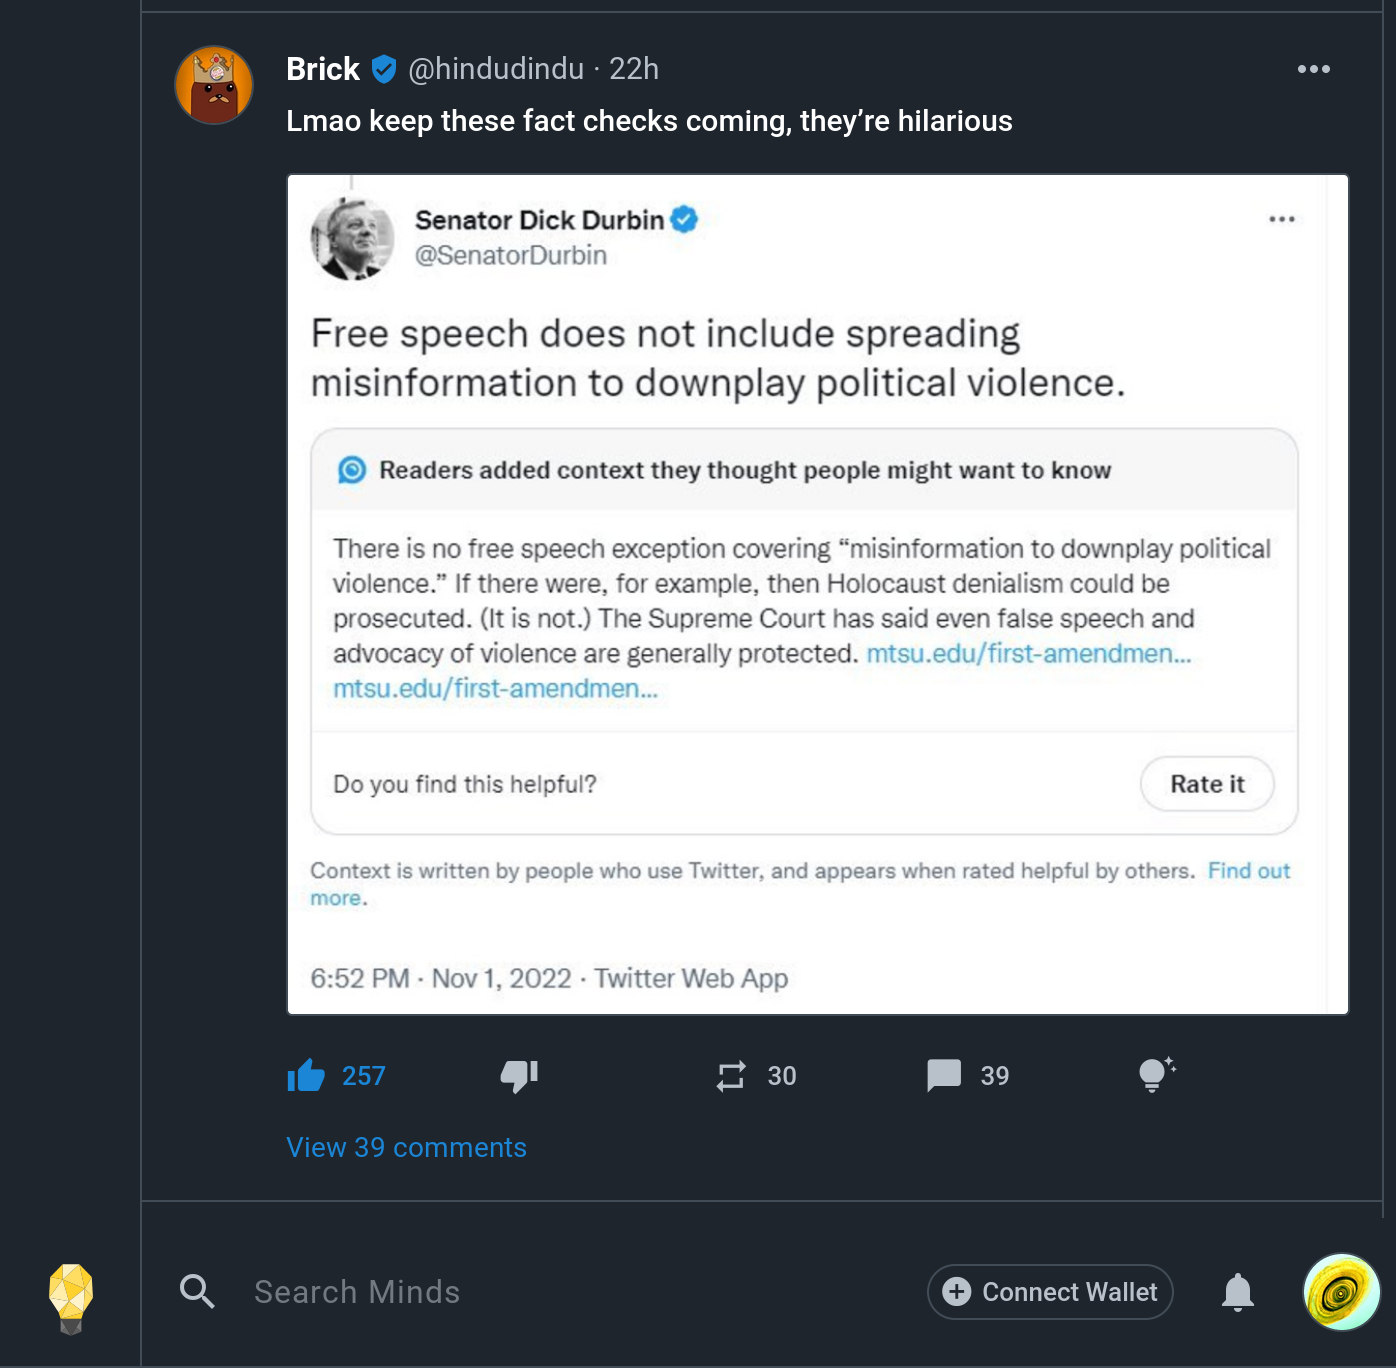 Brick @hindudindu · 22h
Lmao keep these fact checks coming, they’re hilarious
Senator Dick Durbin
@SenatorDurbin
Free speech does not include spreading
misinformation to downplay political violence.
Readers added context they thought people might want to know
There is no free speech exception covering “misinformation to downplay political
violence.” If there were, for example, then Holocaust denialism could be
prosecuted. (It is not.) The Supreme Court has said even false speech and
advocacy of violence are generally protected. mtsu.edu/first-amendmen...
mtsu.edu/first-amendmen...
Do you find this helpful?
Rate it
Context is written by people who use Twitter, and appears when rated helpful by others. Find out
more.
6:52 PM · Nov 1, 2022 · Twitter Web App
257
30
39
View 39 comments
Search Minds
Connect Wallet